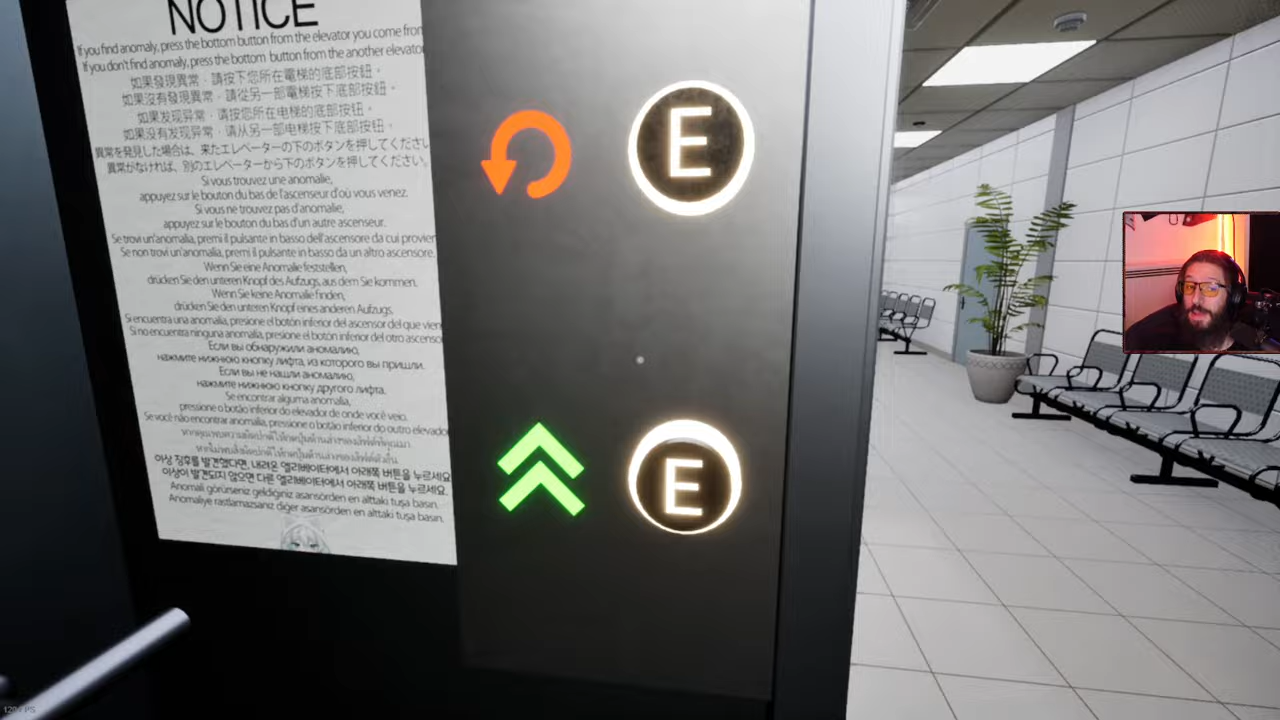 NOTICE
If you find anomaly, press the bottom button from the elevator you come from
If you don't find anomaly, press the bottom button from the another elevator
如果發現異常，請按下您所在電梯的底部按鈕。
如果沒有發現異常，請從另一部電梯按下底部按鈕。
如果发现异常，请按您所在电梯的底部按钮。
如果没有发现异常，请从另一部电梯按下底部按钮。
異常を発見した場合は、来たエレベーターの下のボタンを押してください
異常がなければ、別のエレベーターから下のボタンを押してください。
Si vous trouvez une anomalie,
appuyez sur le bouton du bas de l'ascenseur d'où vous venez.
Si vous ne trouvez pas d'anomalie,
appuyez sur le bouton du bas d'un autre ascenseur.
Se trovi un'anomalia, premi il pulsante in basso dell'ascensore da cui provien
Se non trovi un'anomalia, premi il pulsante in basso da un altro ascensore.
Wenn Sie eine Anomalie feststellen,
drücken Sie den unteren Knopf des Aufzugs, aus dem Sie kommen.
Wenn Sie keine Anomalie finden,
drücken Sie den unteren Knopf eines anderen Aufzugs.
Si encuentra una anomalía, presione el botón inferior del ascensor del que vien
Si no encuentra ninguna anomalía, presione el botón inferior del otro ascenso
Если вы обнаружили аномалию,
нажмите нижнюю кнопку лифта, из которого вы пришли.
Если вы не нашли аномалию,
нажмите нижнюю кнопку другого лифта.
Se encontrar alguma anomalia,
pressione o botão inferior do elevador de onde você veio.
Se você não encontrar anomalia, pressione o botão inferior do outro elevado
이상 징후를 발견했다면, 내려온 엘리베이터에서 아래쪽 버튼을 누르세요
이상이 발견되지 않으면 다른 엘리베이터에서 아래쪽 버튼을 누르세요.
Anomali görürseniz geldiğiniz asansörden en alttaki tuşa basın.
Anomaliye rastlamazsanız diğer asansörden en alttaki tuşa basın.
E
E